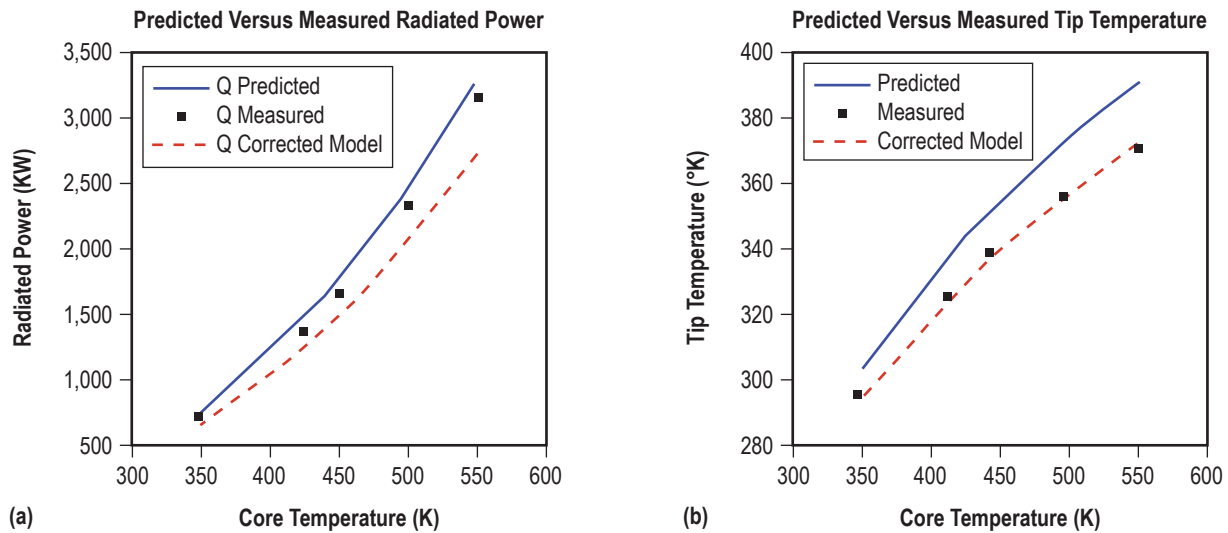 Predicted Versus Measured Radiated Power
3,500
3,000
2,500
2,000
1,500
1,000
500
Radiated Power (KW)
Q Predicted
Q Measured
Q Corrected Model
300 350 400 450 500 550 600
(a)
Core Temperature (K)
Predicted Versus Measured Tip Temperature
400
380
360
340
320
300
280
Tip Temperature (°K)
Predicted
Measured
Corrected Model
300 350 400 450 500 550 600
(b)
Core Temperature (K)